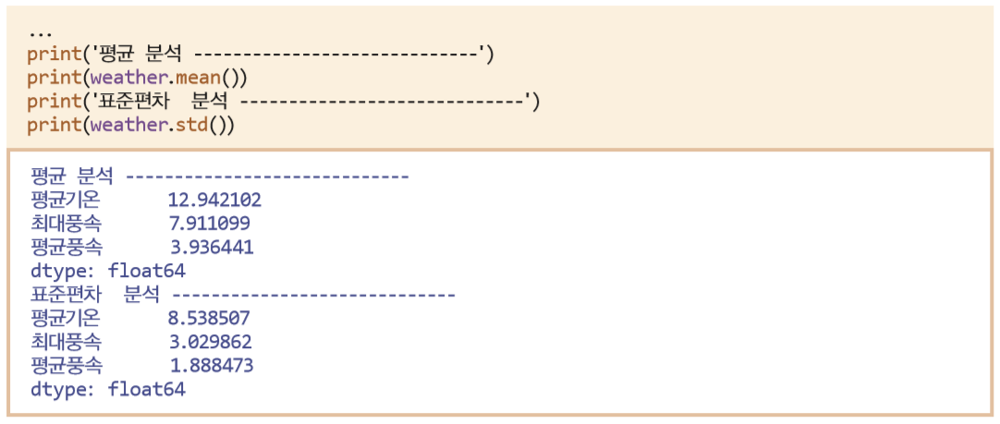 ...
print('평균 분석 -----------------------------')
print(weather.mean())
print('표준편차  분석 -----------------------------')
print(weather.std())
평균 분석 -----------------------------
평균기온      12.942102
최대풍속      7.911099
평균풍속      3.936441
dtype: float64
표준편차  분석 -----------------------------
평균기온      8.538507
최대풍속      3.029862
평균풍속      1.888473
dtype: float64